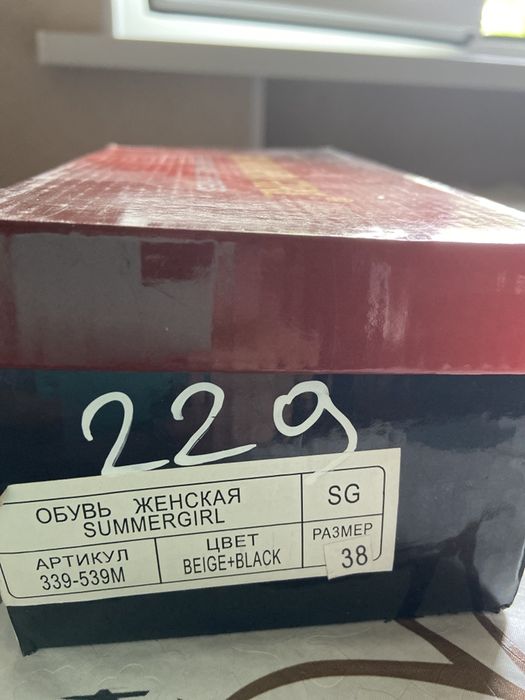 229
ОБУВЬ ЖЕНСКАЯ
SUMMERGIRL
SG
АРТИКУЛ
339-539M
ЦВЕТ
BEIGE+BLACK
РАЗМЕР
38